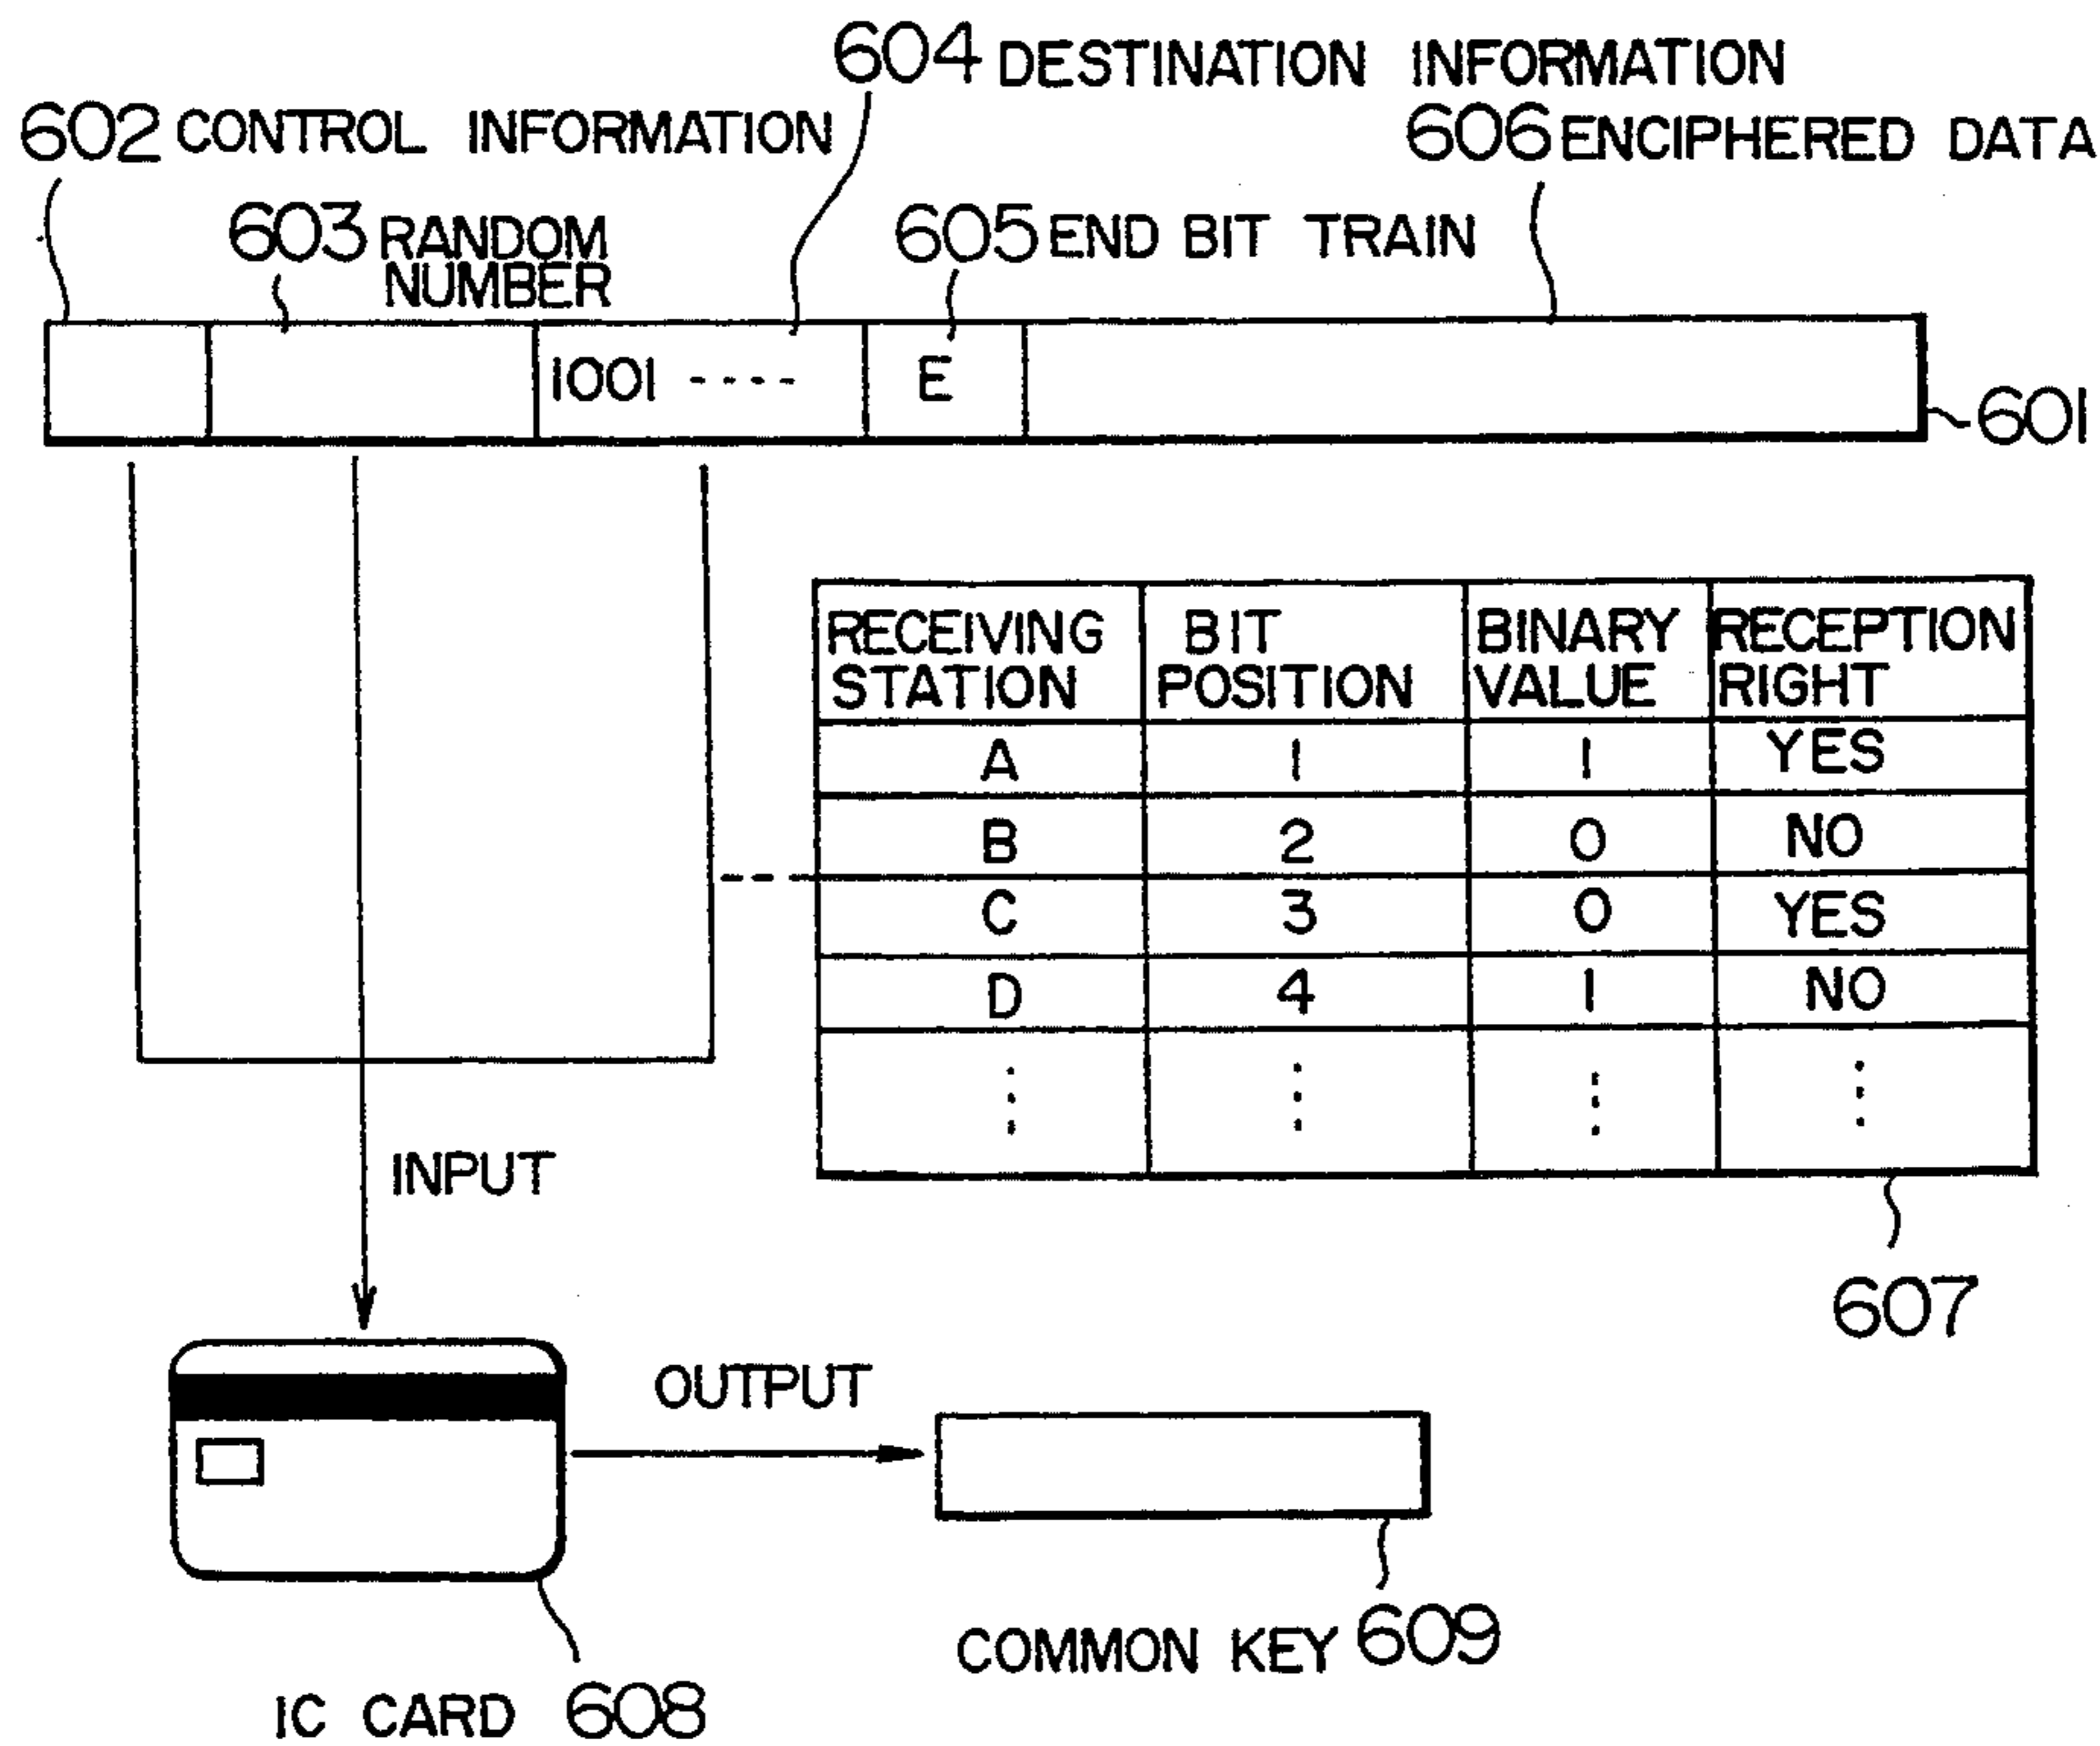 604 DESTINATION INFORMATION
602 CONTROL INFORMATION
606 ENCIPHERED DATA
603 RANDOM NUMBER
605 END BIT TRAIN
1001 ---- E
601
RECEIVING STATION BIT POSITION BINARY VALUE RECEPTION RIGHT
A 1 1 YES
B 2 0 NO
C 3 0 YES
D 4 1 NO
INPUT
607
OUTPUT
COMMON KEY 609
IC CARD 608